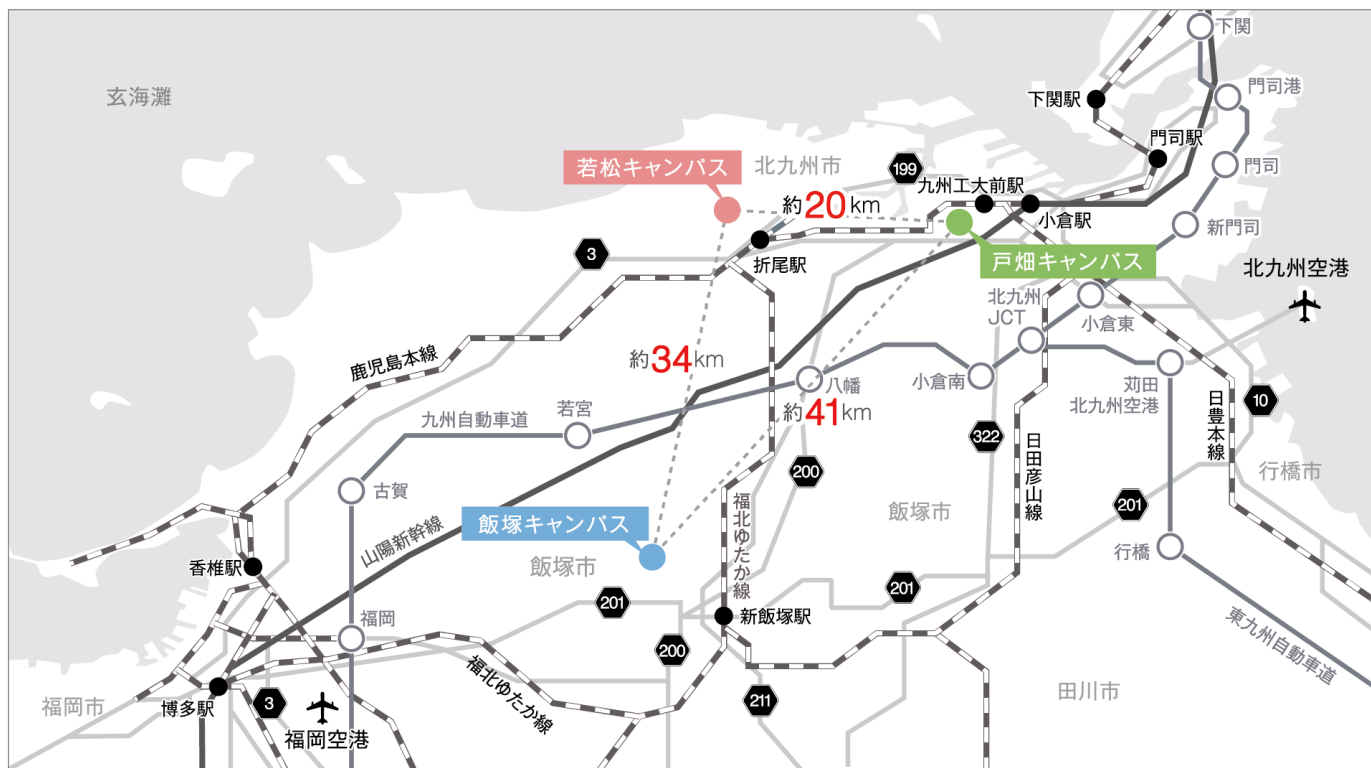 下関
玄海灘
門司港
下関駅
門司駅
若松キャンパス
北九州市
199
門司
九州工大前駅
約20km
小倉駅
新門司
3
折尾駅
戸畑キャンパス
北九州空港
北九州
JCT
小倉東
鹿児島本線
約34km
八幡
小倉南
苅田
北九州空港
日豊本線
10
若宮
九州自動車道
約41km
322
日田彦山線
行橋市
200
古賀
福北ゆたか線
飯塚市
201
飯塚キャンパス
山陽新幹線
行橋
香椎駅
飯塚市
201
201
新飯塚駅
福岡
東九州自動車道
200
福北ゆたか線
田川市
211
福岡市
博多駅
3
福岡空港